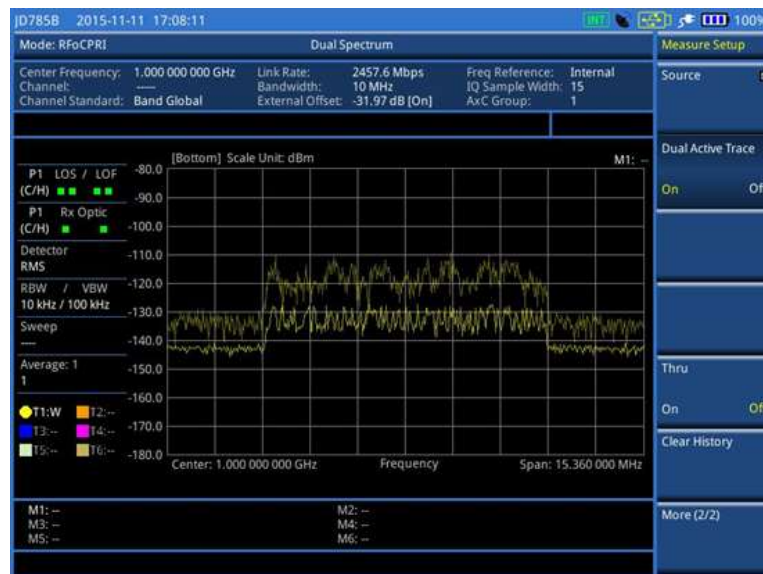 JD785B 2015-11-11 17:08:11 INT 100%
Mode: RFoCPRI Dual Spectrum Measure Setup
Center Frequency: 1.000 000 000 GHz Link Rate: 2457.6 Mbps Freq Reference: Internal
Channel: ---- Bandwidth: 10 MHz IQ Sample Width: 15
Channel Standard: Band Global External Offset: -31.97 dB [On] AxC Group: 1
Source
[Bottom] Scale Unit: dBm M1: --
Dual Active Trace
On Of
P1 LOS / LOF
(C/H)
P1 Rx Optic
(C/H)
Detector
RMS
RBW / VBW
10 kHz / 100 kHz
Sweep
----
Average: 1
1
T1:W T2:--
T3:-- T4:--
T5:-- T6:--
-80.0
-90.0
-100.0
-110.0
-120.0
-130.0
-140.0
-150.0
-160.0
-170.0
-180.0
Center: 1.000 000 000 GHz Frequency Span: 15.360 000 MHz
Thru
On Of
Clear History
More (2/2)
M1: -- M2: --
M3: -- M4: --
M5: -- M6: --